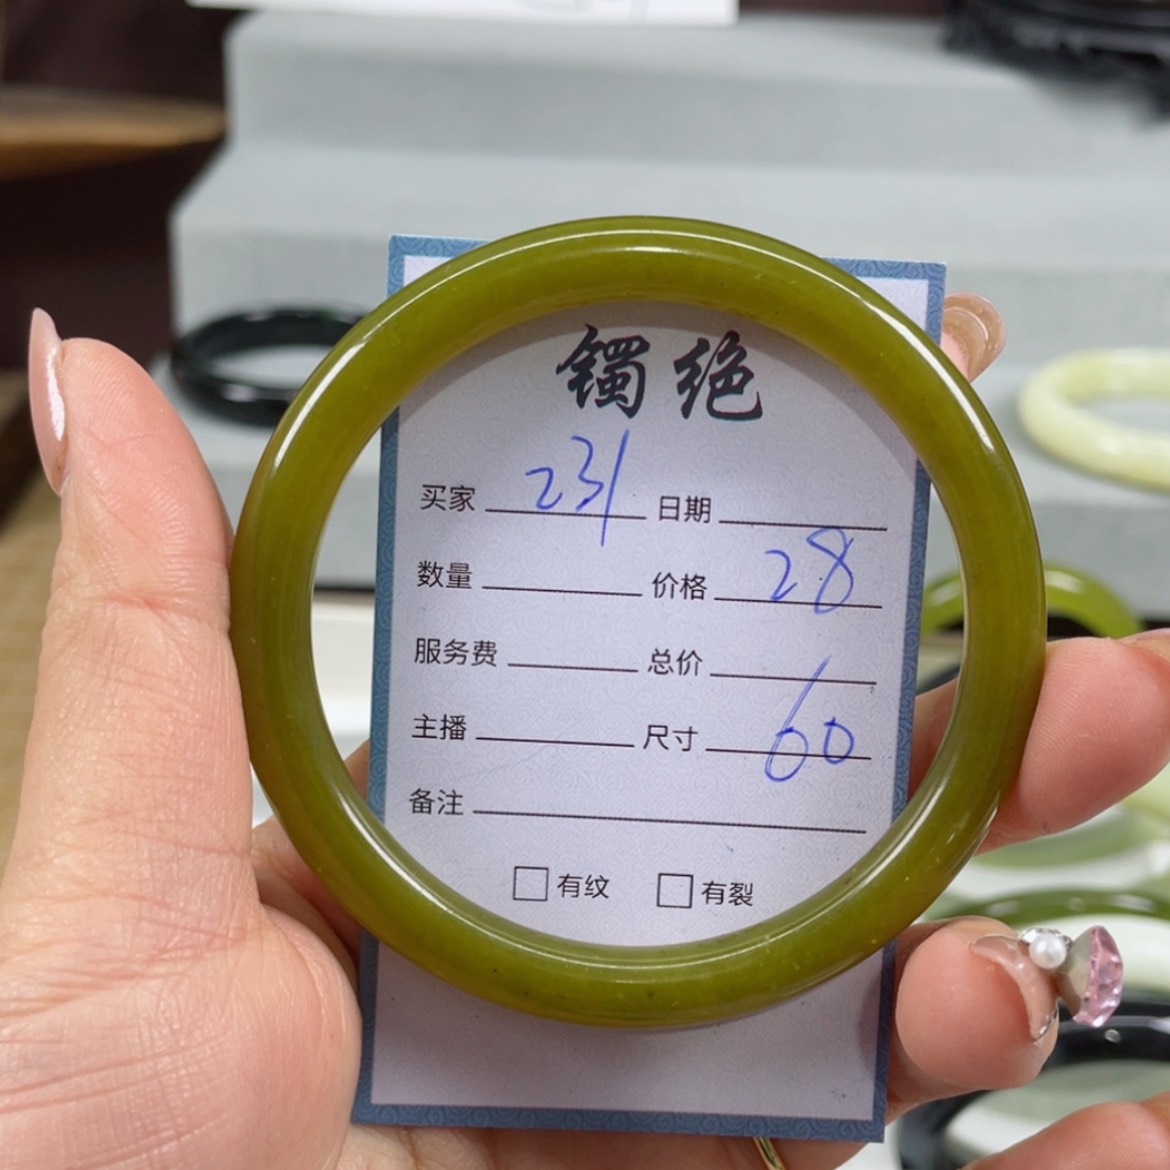 镯绝
买家 231 日期
数量 价格 28
服务费 总价
主播 尺寸 60
备注
有纹 有裂